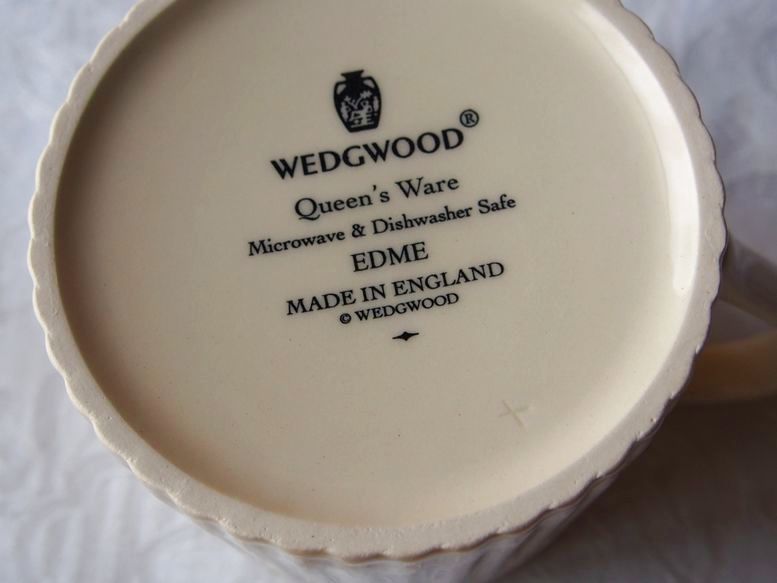 WEDGWOOD®
Queen's Ware
Microwave & Dishwasher Safe
EDME
MADE IN ENGLAND
© WEDGWOOD